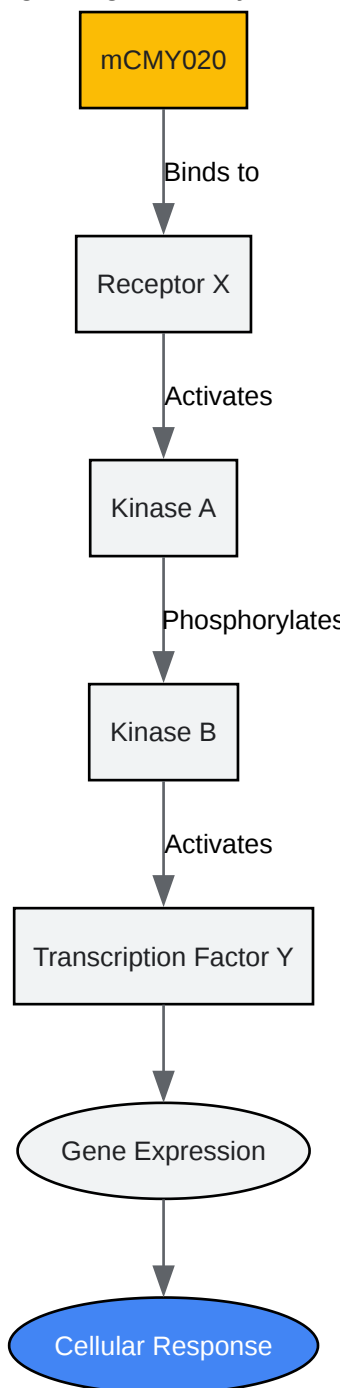 mCMY020
Binds to
Receptor X
Activates
Kinase A
Phosphorylates
Kinase B
Activates
Transcription Factor Y
Gene Expression
Cellular Response